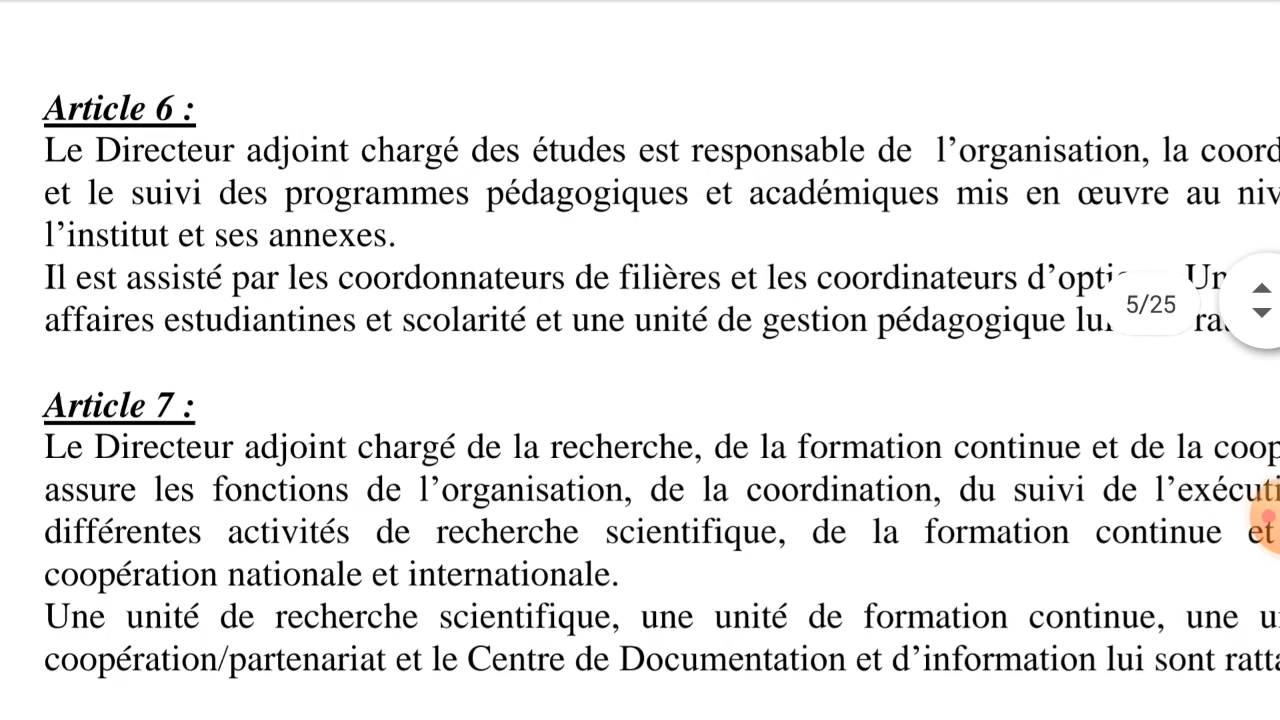 Article 6 :
Le Directeur adjoint chargé des études est responsable de l’organisation, la
et le suivi des programmes pédagogiques et académiques mis en œuvre au
l’institut et ses annexes.
Il est assisté par les coordonnateurs de filières et les coordinateurs
5/25
affaires estudiantines et scolarité et une unité de gestion pédagogique
Article 7 :
Le Directeur adjoint chargé de la recherche, de la formation continue et de la
assure les fonctions de l’organisation, de la coordination, du suivi de
différentes activités de recherche scientifique, de la formation continue et
coopération nationale et internationale.
Une unité de recherche scientifique, une unité de formation continue, une
coopération/partenariat et le Centre de Documentation et d’information lui sont